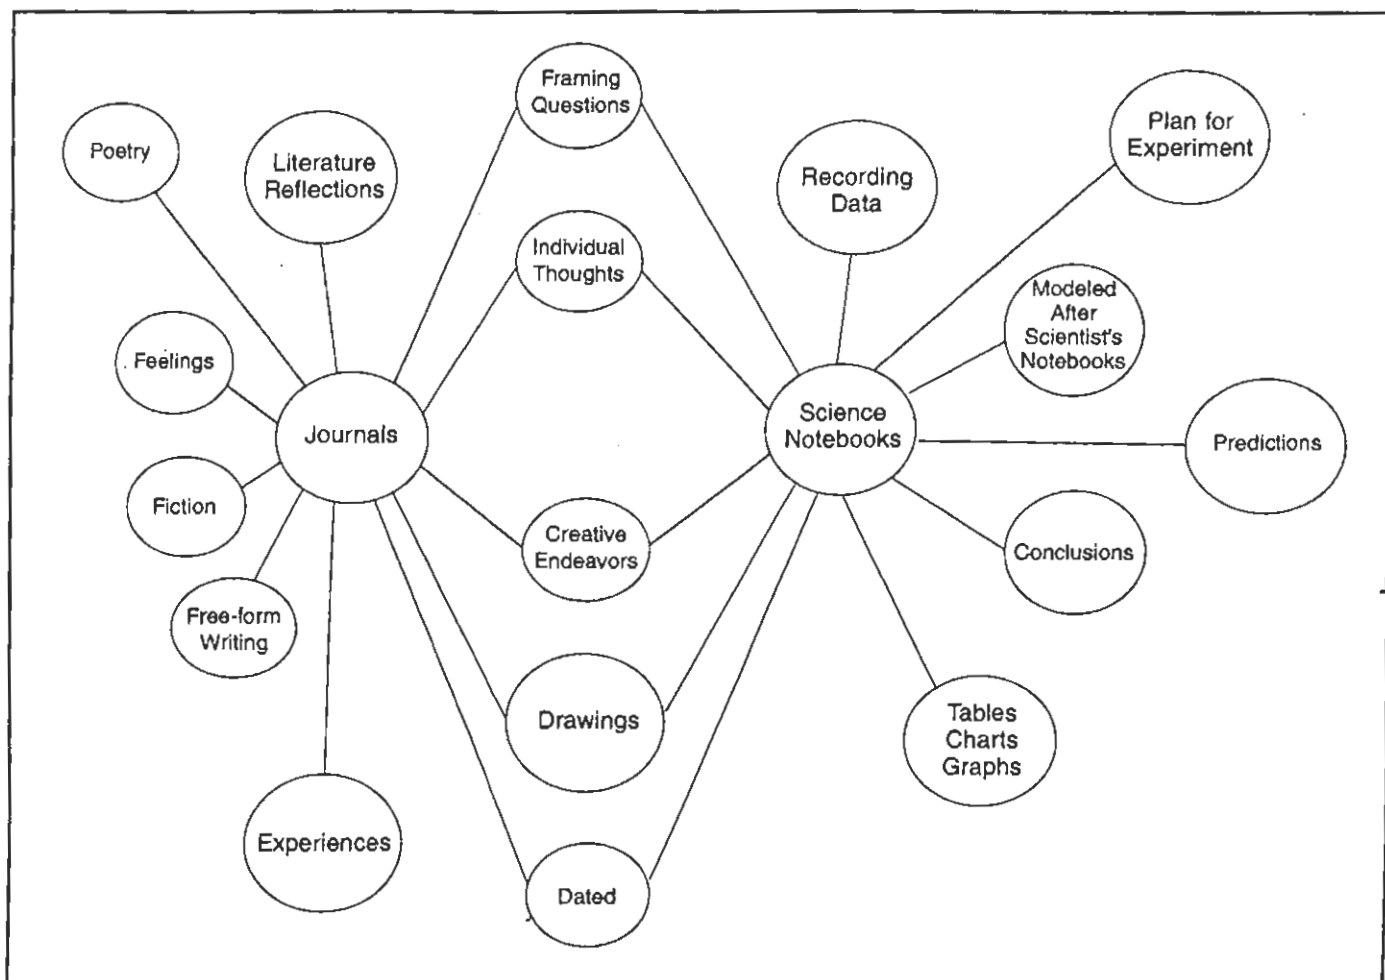 Framing
Questions
Poetry
Literature
Reflections
Recording
Data
Plan for
Experiment
Individual
Thoughts
Modeled
After
Scientist's
Notebooks
Feelings
Journals
Science
Notebooks
Predictions
Fiction
Creative
Endeavors
Conclusions
Free-form
Writing
Drawings
Tables
Charts
Graphs
Experiences
Dated